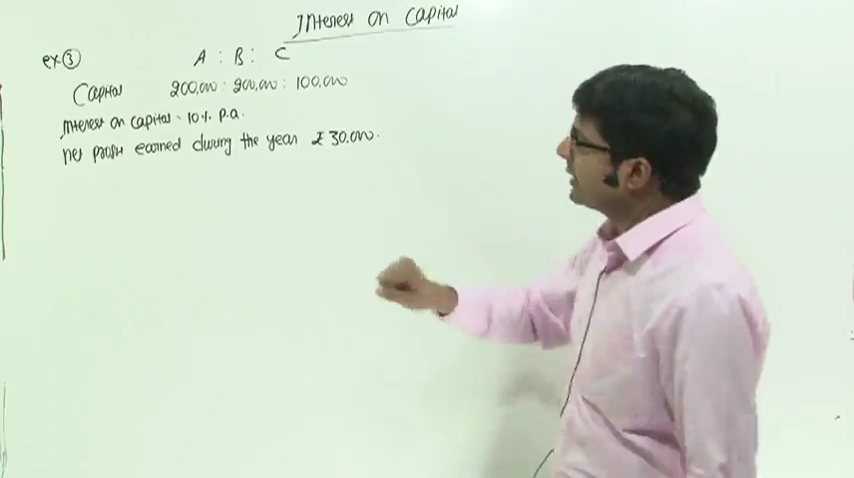 Interest on Capital
ex ③
A : B : C
Capital 200,000 : 200,000 : 100,000
Interest on capital - 10% p.a.
Net profit earned during the year ₹ 30,000.